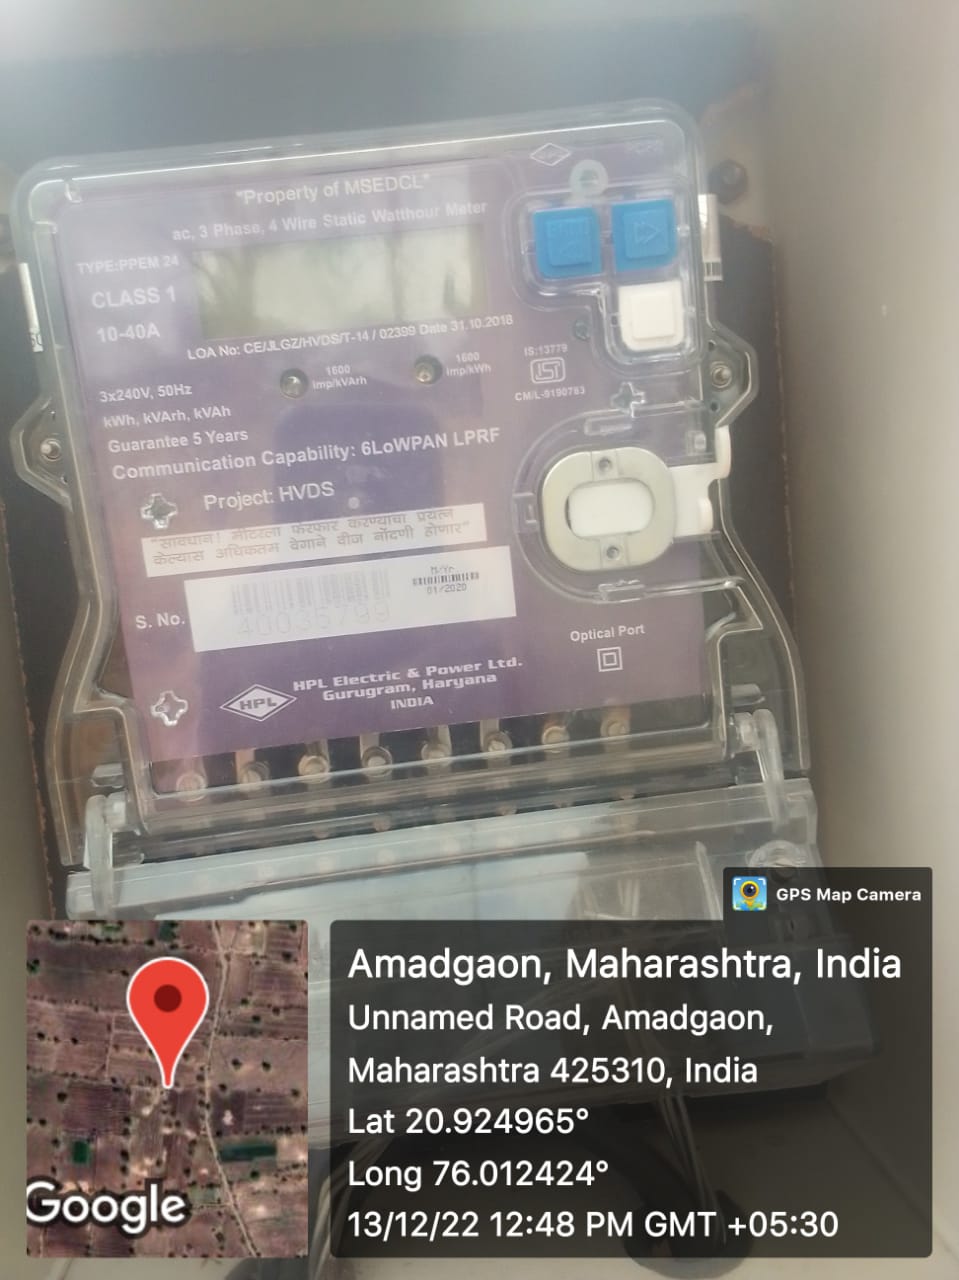 HPL
"Property of MSEDCL"
ac, 3 Phase, 4 Wire Static Watthour Meter
TYPE:PPEM 24
CLASS 1
10-40A
LOA No: CE/JLGZ/HVDS/T-14 / 02399 Date 31.10.2018
1600
imp/kVArh
1600
imp/kWh
IS:13779
ISI
CM/L-9190783
3x240V, 50Hz
kWh, kVArh, kVAh
Guarantee 5 Years
Communication Capability: 6LoWPAN LPRF
Project: HVDS
"सावधान! मीटरला फेरफार करण्याचा प्रयत्न
केल्यास अधिकतम वेगाने वीज नोंदणी होणार"
S. No.
40035799
01/2020
Optical Port
HPL
HPL Electric & Power Ltd.
Gurugram, Haryana
INDIA
GPS Map Camera
Amadgaon, Maharashtra, India
Unnamed Road, Amadgaon,
Maharashtra 425310, India
Lat 20.924965°
Long 76.012424°
13/12/22 12:48 PM GMT +05:30
Google